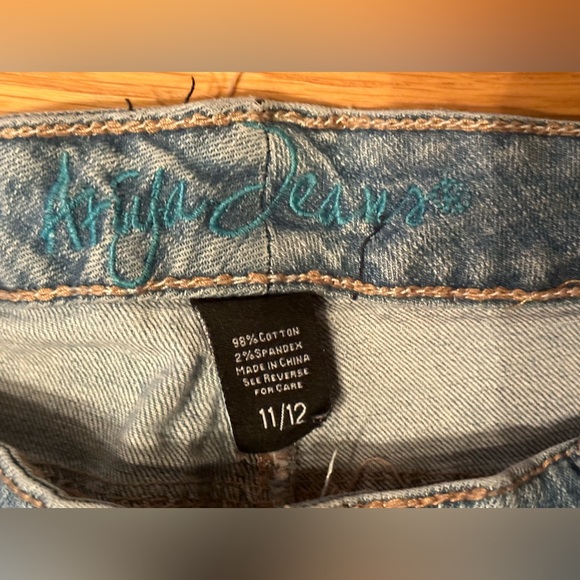 Ariya Jeans®
98% COTTON
2% SPANDEX
MADE IN CHINA
SEE REVERSE
FOR CARE
11/12